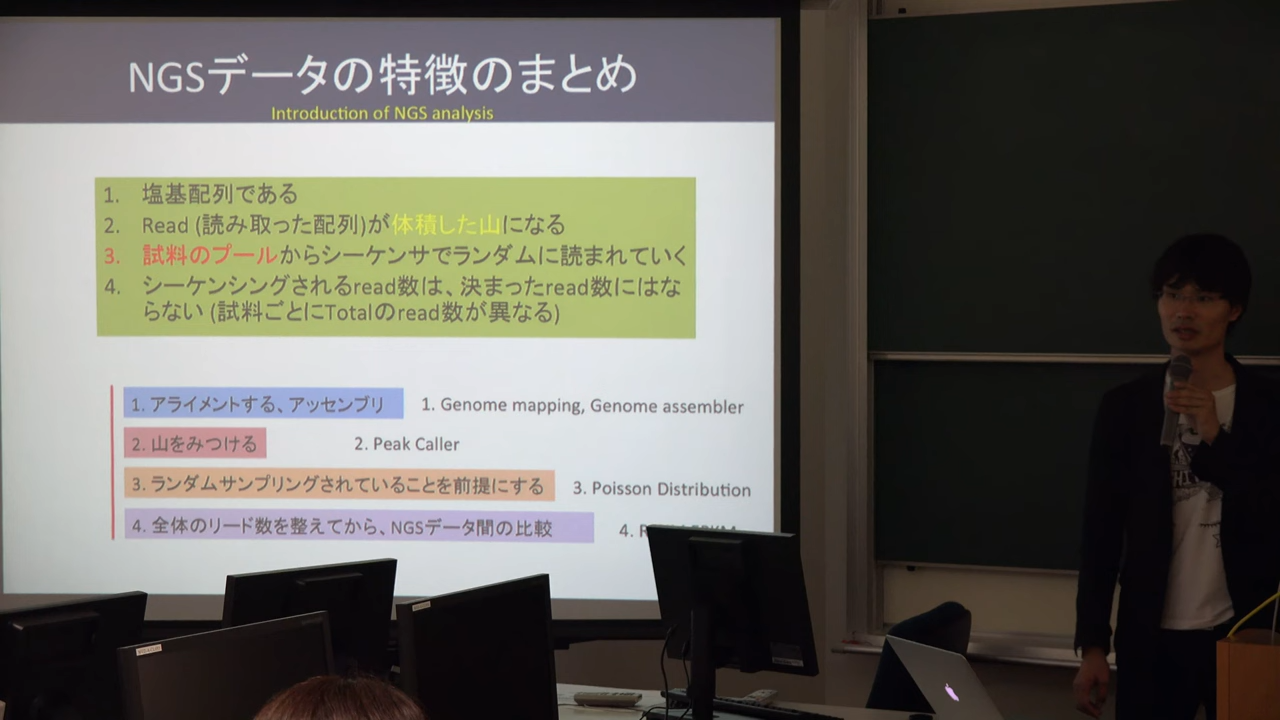 NGSデータの特徴のまとめ
Introduction of NGS analysis
1. 塩基配列である
2. Read (読み取った配列)が体積した山になる
3. 試料のプールからシーケンサでランダムに読まれていく
4. シーケンシングされるread数は、決まったread数にはな
らない (試料ごとにTotalのread数が異なる)
1. アライメントする、アッセンブリ
1. Genome mapping, Genome assembler
2. 山をみつける
2. Peak Caller
3. ランダムサンプリングされていることを前提にする
3. Poisson Distribution
4. 全体のリード数を整えてから、NGSデータ間の比較
4.